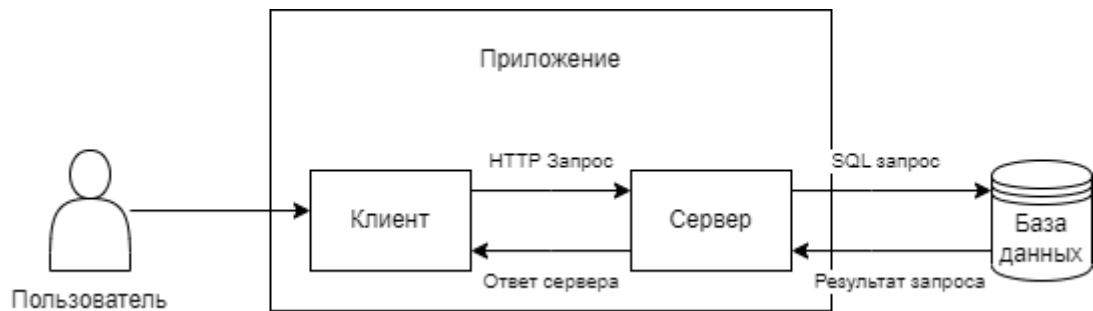 Приложение
HTTP Запрос
SQL запрос
Клиент
Сервер
База
данных
Ответ сервера
Результат запроса
Пользователь